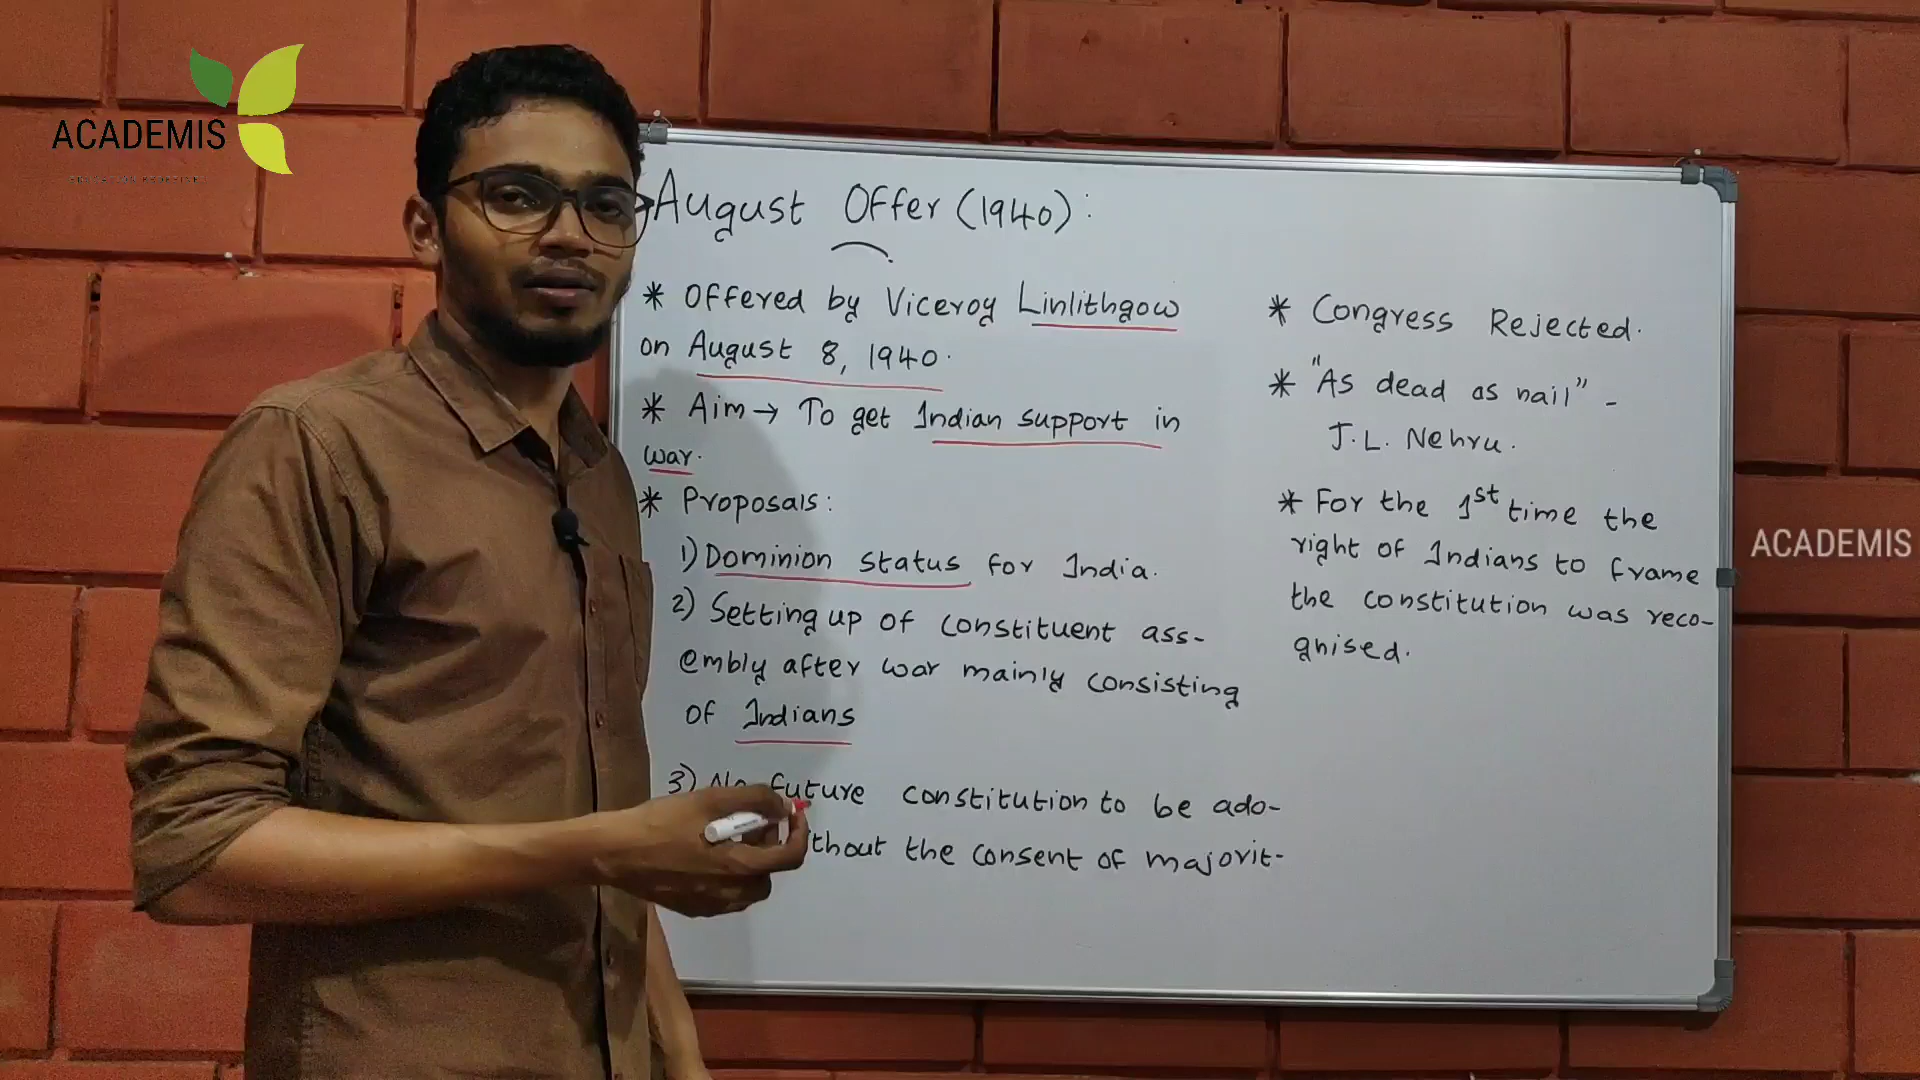 ACADEMIS
August Offer (1940):
* Offered by Viceroy Linlithgow
on August 8, 1940.
* Aim → To get Indian support in
war.
* Proposals:
1) Dominion status for India.
2) Setting up of constituent ass-
embly after war mainly consisting
of Indians
3) No future constitution to be ado-
thout the consent of majorit-
* Congress Rejected.
* "As dead as nail" -
J.L. Nehru.
* For the 1st time the
right of Indians to frame
the constitution was reco-
gnised.
ACADEMIS